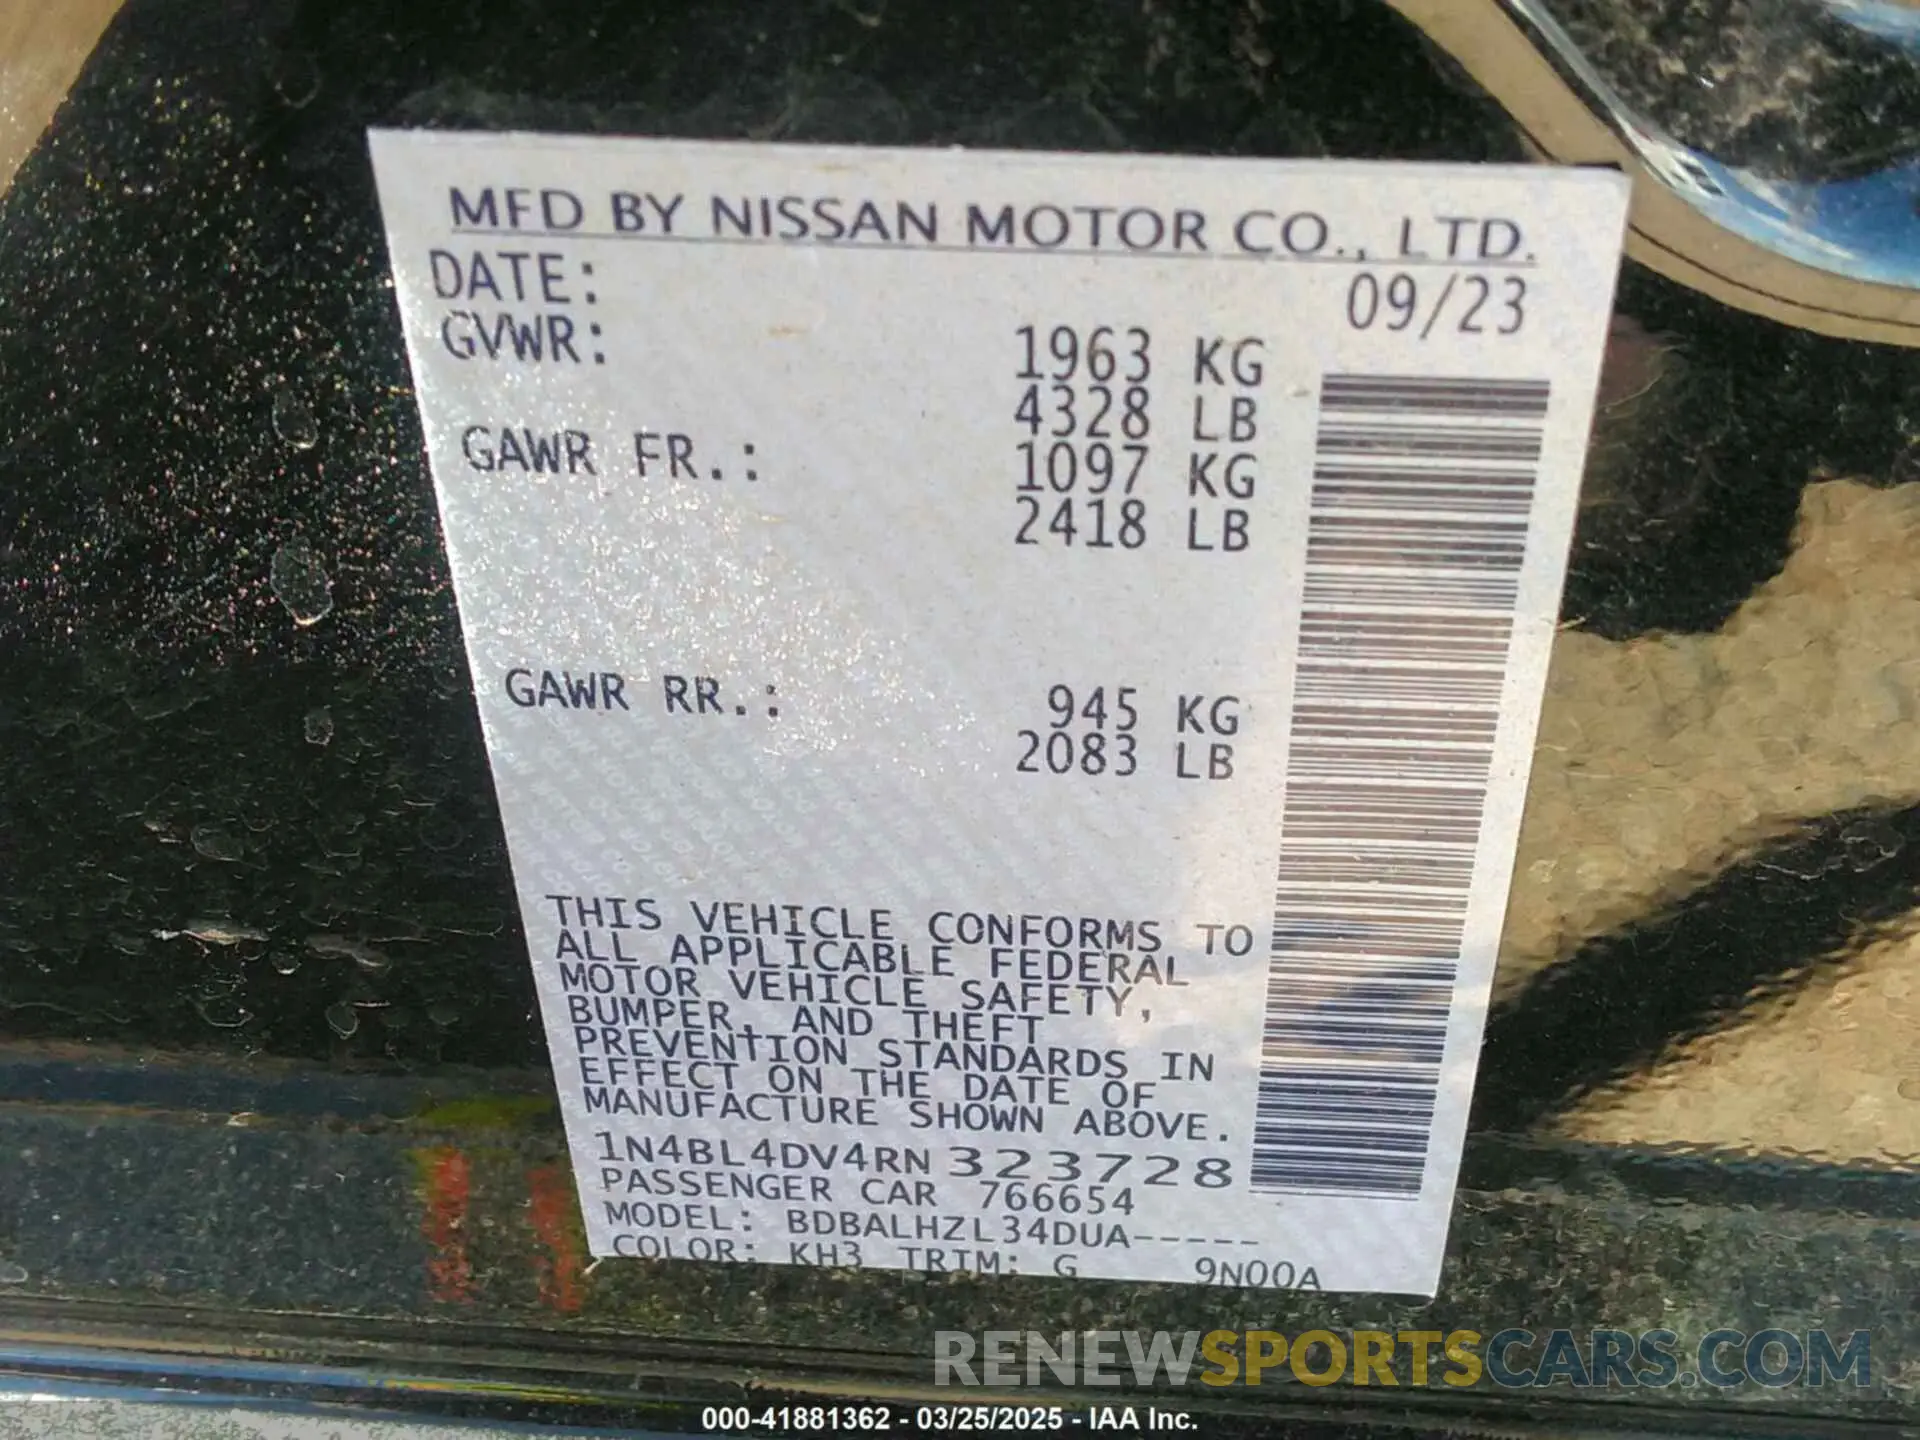 MFD BY NISSAN MOTOR CO., LTD.
DATE: 09/23
GVWR: 1963 KG
4328 LB
GAWR FR.: 1097 KG
2418 LB
GAWR RR.: 945 KG
2083 LB
THIS VEHICLE CONFORMS TO
ALL APPLICABLE FEDERAL
MOTOR VEHICLE SAFETY,
BUMPER, AND THEFT
PREVENTION STANDARDS IN
EFFECT ON THE DATE OF
MANUFACTURE SHOWN ABOVE.
1N4BL4DV4RN323728
PASSENGER CAR 766654
MODEL: BDBALHZL34DUA-----
COLOR: KH3 TRIM: G 9N00A
RENEWSPORTSCARS.COM
000-41881362 - 03/25/2025 - IAA Inc.